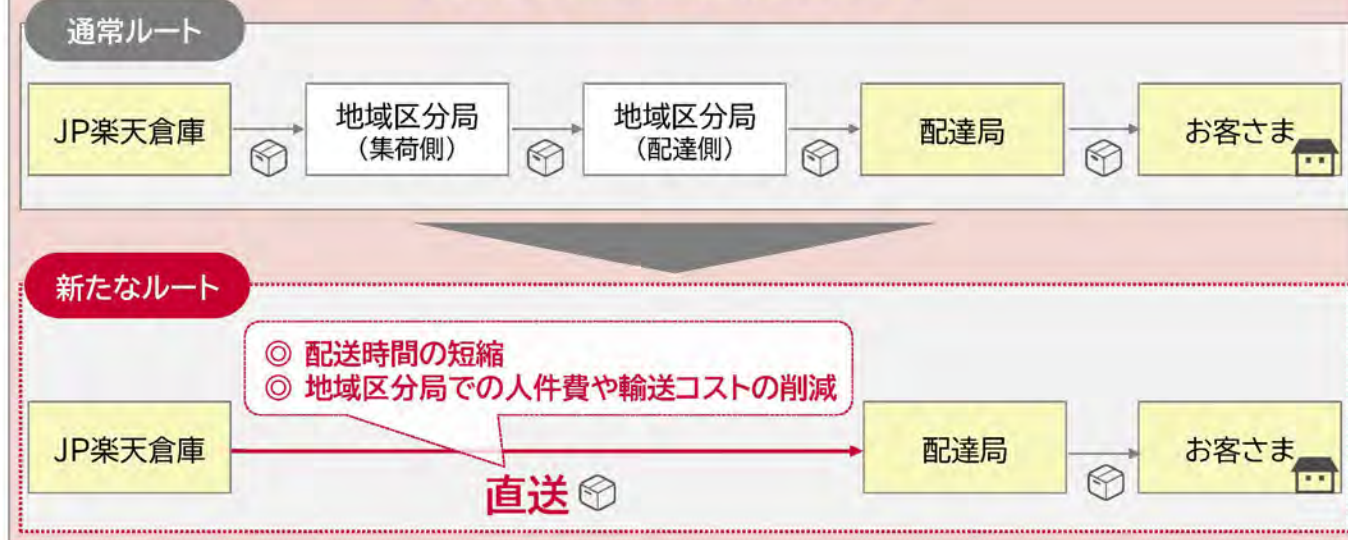 通常ルート
JP楽天倉庫
地域区分局
（集荷側）
地域区分局
（配達側）
配達局
お客さま
新たなルート
◎ 配送時間の短縮
◎ 地域区分局での人件費や輸送コストの削減
JP楽天倉庫
直送
配達局
お客さま